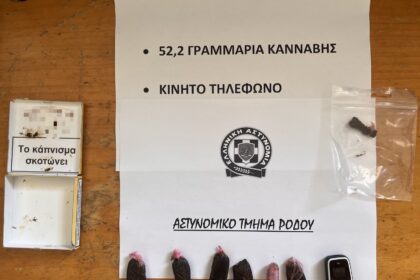 • 52,2 ΓΡΑΜΜΑΡΙΑ ΚΑΝΝΑΒΗΣ
• ΚΙΝΗΤΟ ΤΗΛΕΦΩΝΟ
Το κάπνισμα
σκοτώνει
ΕΛΛΗΝΙΚΗ ΑΣΤΥΝΟΜΙΑ
ΑΣΤΥΝΟΜΙΚΟ ΤΜΗΜΑ ΡΟΔΟΥ